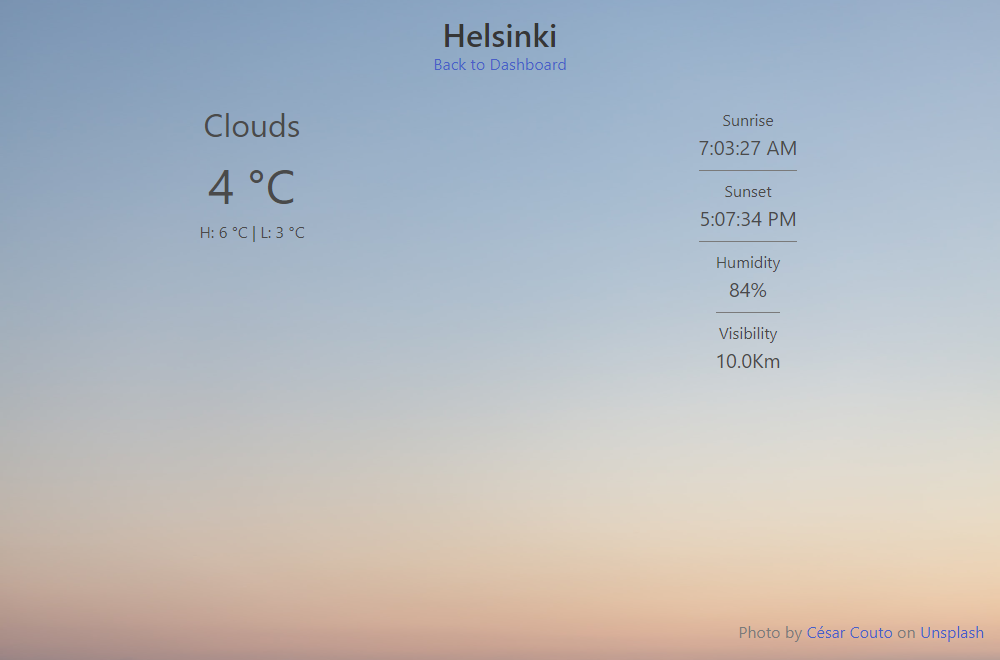 Helsinki
Back to Dashboard
Clouds
4 °C
H: 6 °C | L: 3 °C
Sunrise
7:03:27 AM
Sunset
5:07:34 PM
Humidity
84%
Visibility
10.0Km
Photo by César Couto on Unsplash